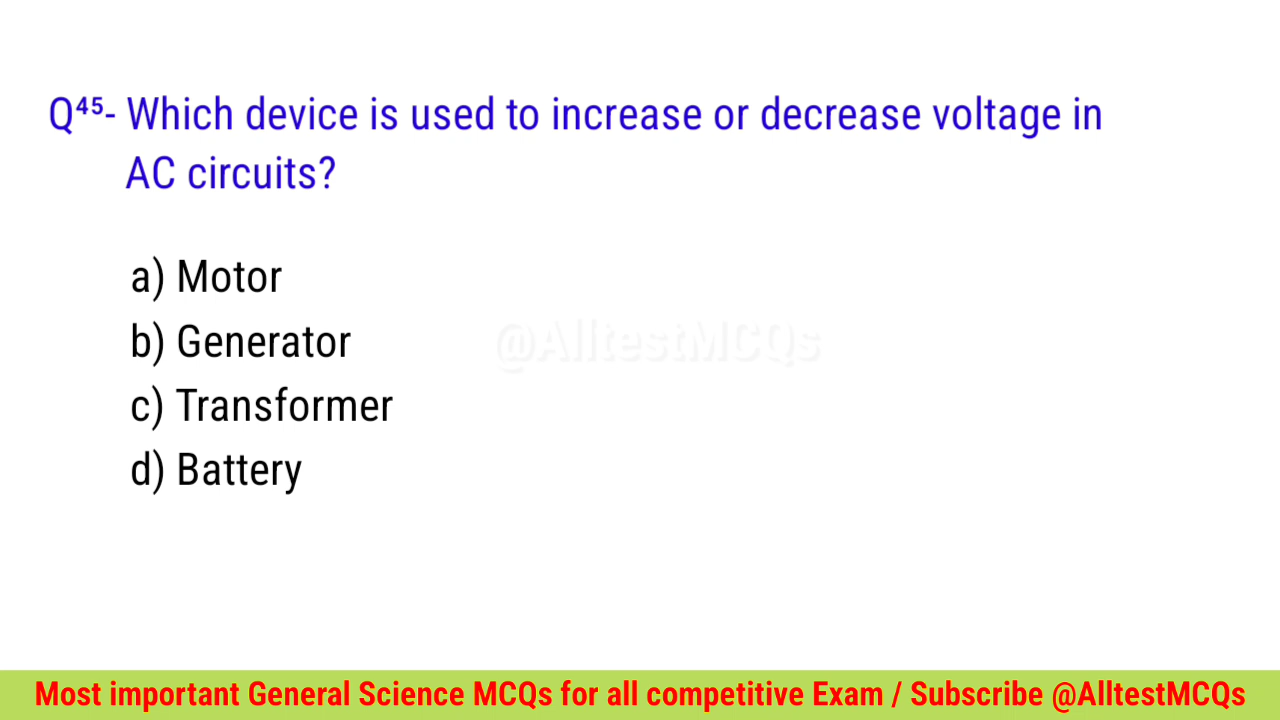 Q⁴⁵- Which device is used to increase or decrease voltage in
AC circuits?
a) Motor
b) Generator
@AlltestMCQs
c) Transformer
d) Battery
Most important General Science MCQs for all competitive Exam / Subscribe @AlltestMCQs